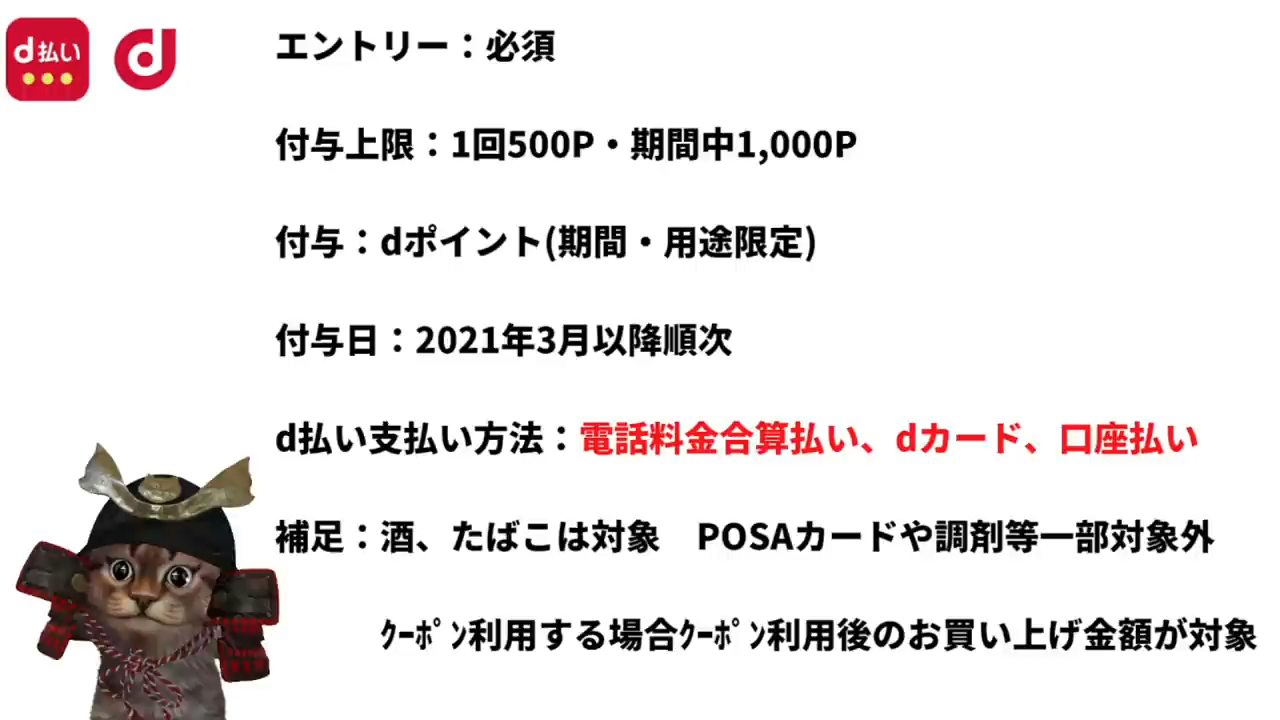 d払い
d
エントリー：必須
付与上限：1回500P・期間中1,000P
付与：dポイント(期間・用途限定)
付与日：2021年3月以降順次
d払い支払い方法：電話料金合算払い、dカード、口座払い
補足：酒、たばこは対象　POSAカードや調剤等一部対象外
ｸｰﾎﾟﾝ利用する場合ｸｰﾎﾟﾝ利用後のお買い上げ金額が対象